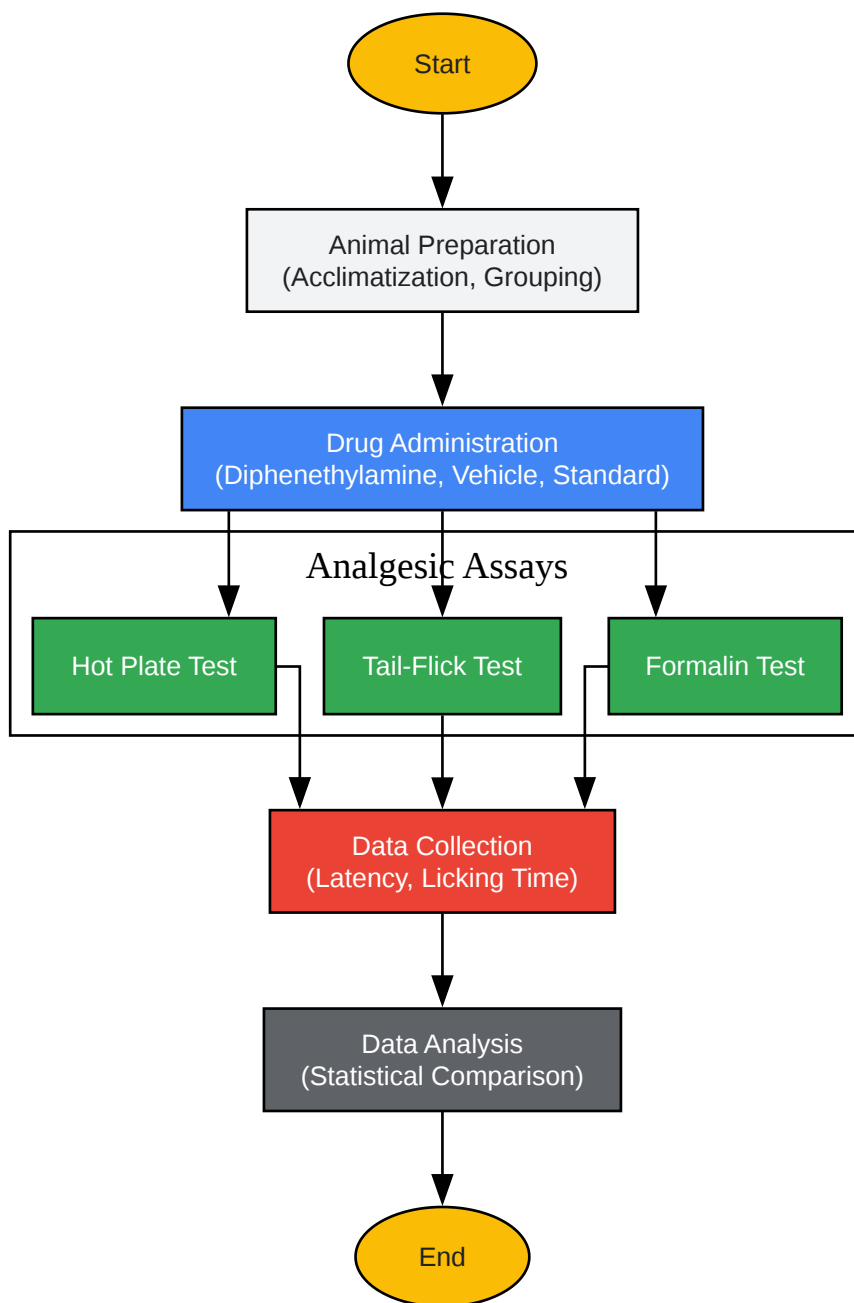 Start
Animal Preparation
(Acclimatization, Grouping)
Drug Administration
(Diphenethylamine, Vehicle, Standard)
Analgesic Assays
Hot Plate Test
Tail-Flick Test
Formalin Test
Data Collection
(Latency, Licking Time)
Data Analysis
(Statistical Comparison)
End